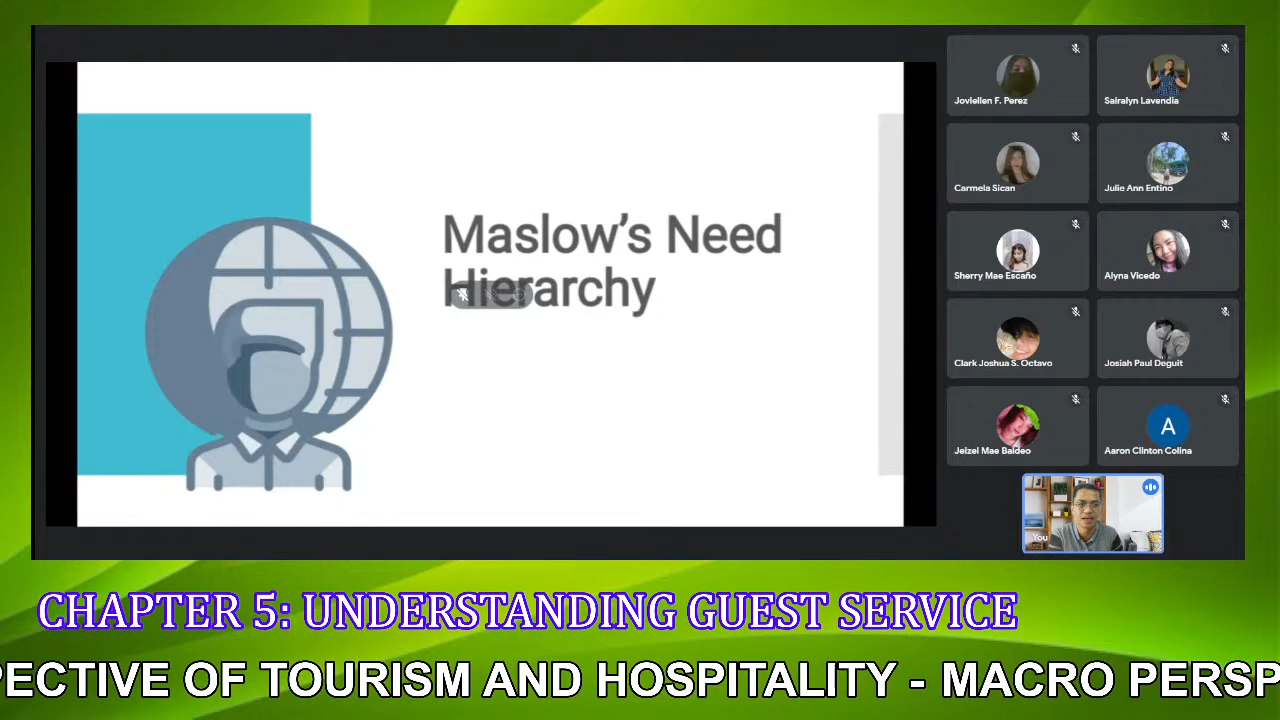 Maslow’s Need
Hierarchy
Joviellen F. Perez
Sairalyn Lavendia
Carmela Sican
Julie Ann Entino
Sherry Mae Escaño
Alyna Vicedo
Clark Joshua S. Octavo
Josiah Paul Deguit
Jeizel Mae Baldeo
A
Aaron Clinton Colina
You
CHAPTER 5: UNDERSTANDING GUEST SERVICE
PECTIVE OF TOURISM AND HOSPITALITY - MACRO PERSP